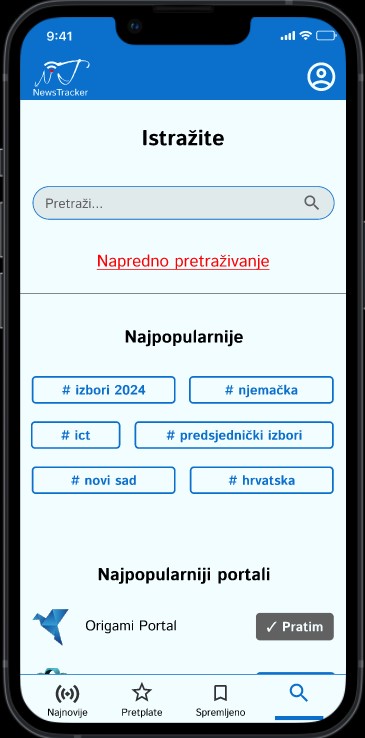 9:41
NewsTracker
Istražite
Pretraži...
Napredno pretraživanje
Najpopularnije
# izbori 2024
# njemačka
# ict
# predsjednički izbori
# novi sad
# hrvatska
Najpopularniji portali
Origami Portal
✓ Pratim
Najnovije
Pretplate
Spremljeno